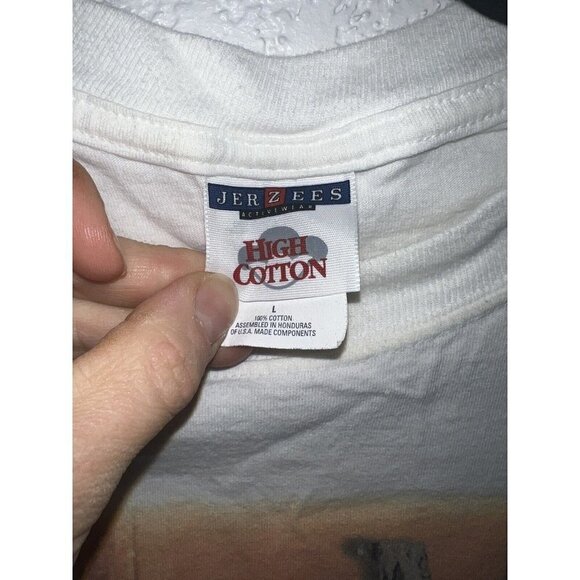 JERZEES
ACTIVEWEAR
HIGH
COTTON
L
100% COTTON
ASSEMBLED IN HONDURAS
OF U.S.A. MADE COMPONENTS